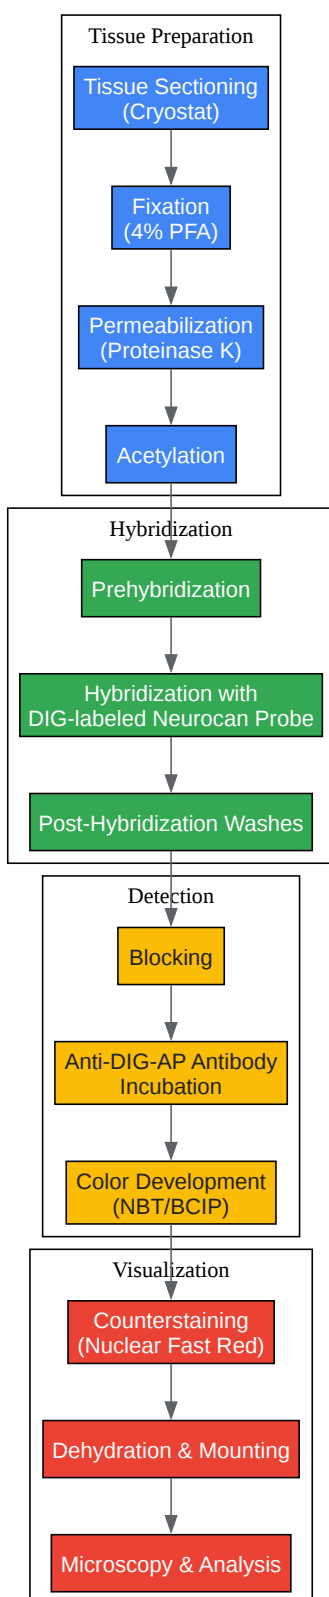 Tissue Preparation
Tissue Sectioning
(Cryostat)
Fixation
(4% PFA)
Permeabilization
(Proteinase K)
Acetylation
Hybridization
Prehybridization
Hybridization with
DIG-labeled Neurocan Probe
Post-Hybridization Washes
Detection
Blocking
Anti-DIG-AP Antibody
Incubation
Color Development
(NBT/BCIP)
Visualization
Counterstaining
(Nuclear Fast Red)
Dehydration & Mounting
Microscopy & Analysis